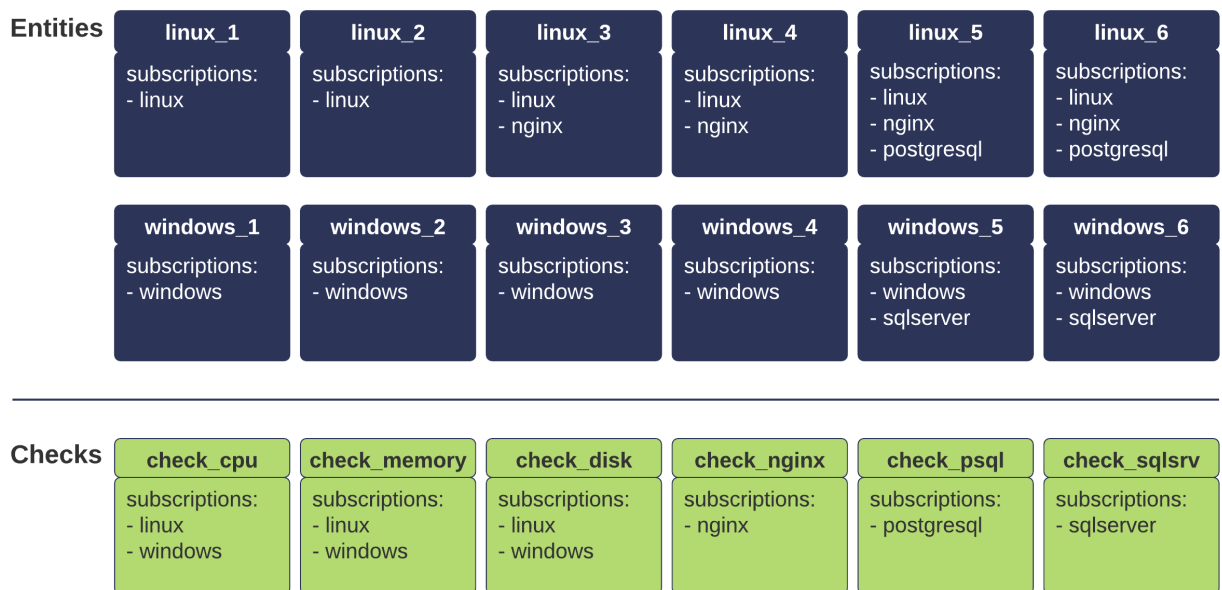 Entities
linux_1
subscriptions:
- linux
linux_2
subscriptions:
- linux
linux_3
subscriptions:
- linux
- nginx
linux_4
subscriptions:
- linux
- nginx
linux_5
subscriptions:
- linux
- nginx
- postgresql
linux_6
subscriptions:
- linux
- nginx
- postgresql
windows_1
subscriptions:
- windows
windows_2
subscriptions:
- windows
windows_3
subscriptions:
- windows
windows_4
subscriptions:
- windows
windows_5
subscriptions:
- windows
- sqlserver
windows_6
subscriptions:
- windows
- sqlserver
Checks
check_cpu
subscriptions:
- linux
- windows
check_memory
subscriptions:
- linux
- windows
check_disk
subscriptions:
- linux
- windows
check_nginx
subscriptions:
- nginx
check_psql
subscriptions:
- postgresql
check_sqlsrv
subscriptions:
- sqlserver